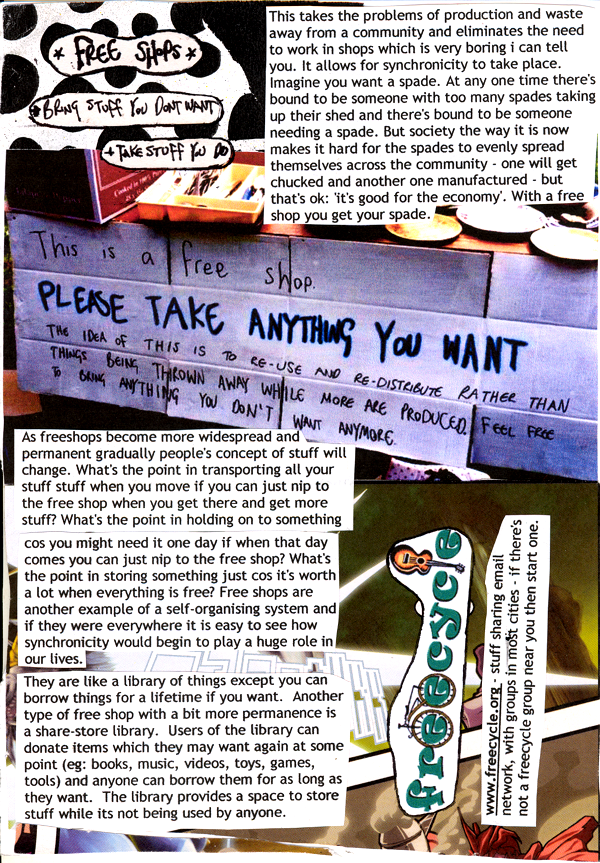 * FREE SHOPS *
* BRING STUFF YOU DONT WANT
+ TAKE STUFF YOU DO
This takes the problems of production and waste
away from a community and eliminates the need
to work in shops which is very boring i can tell
you. It allows for synchronicity to take place.
Imagine you want a spade. At any one time there's
bound to be someone with too many spades taking
up their shed and there's bound to be someone
needing a spade. But society the way it is now
makes it hard for the spades to evenly spread
themselves across the community - one will get
chucked and another one manufactured - but
that's ok: 'it's good for the economy'. With a free
shop you get your spade.
This is a free shop.
PLEASE TAKE ANYTHING YOU WANT
THE IDEA OF THIS IS TO RE-USE AND RE-DISTRIBUTE RATHER THAN
THINGS BEING THROWN AWAY WHILE MORE ARE PRODUCED. FEEL FREE
TO BRING ANYTHING YOU DON'T WANT ANYMORE.
As freeshops become more widespread and
permanent gradually people's concept of stuff will
change. What's the point in transporting all your
stuff stuff when you move if you can just nip to
the free shop when you get there and get more
stuff? What's the point in holding on to something
cos you might need it one day if when that day
comes you can just nip to the free shop? What's
the point in storing something just cos it's worth
a lot when everything is free? Free shops are
another example of a self-organising system and
if they were everywhere it is easy to see how
synchronicity would begin to play a huge role in
our lives.
They are like a library of things except you can
borrow things for a lifetime if you want. Another
type of free shop with a bit more permanence is
a share-store library. Users of the library can
donate items which they may want again at some
point (eg: books, music, videos, toys, games,
tools) and anyone can borrow them for as long as
they want. The library provides a space to store
stuff while its not being used by anyone.
freecycle
www.freecycle.org - stuff sharing email
network, with groups in most cities - if there's
not a freecycle group near you then start one.